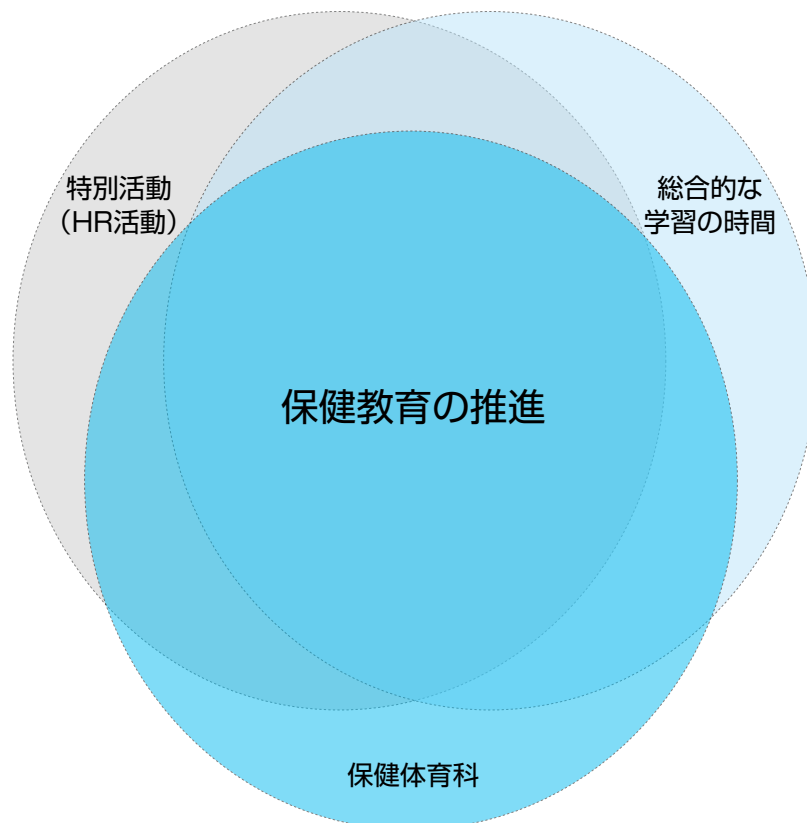 特別活動
（HR活動）
総合的な
学習の時間
保健教育の推進
保健体育科